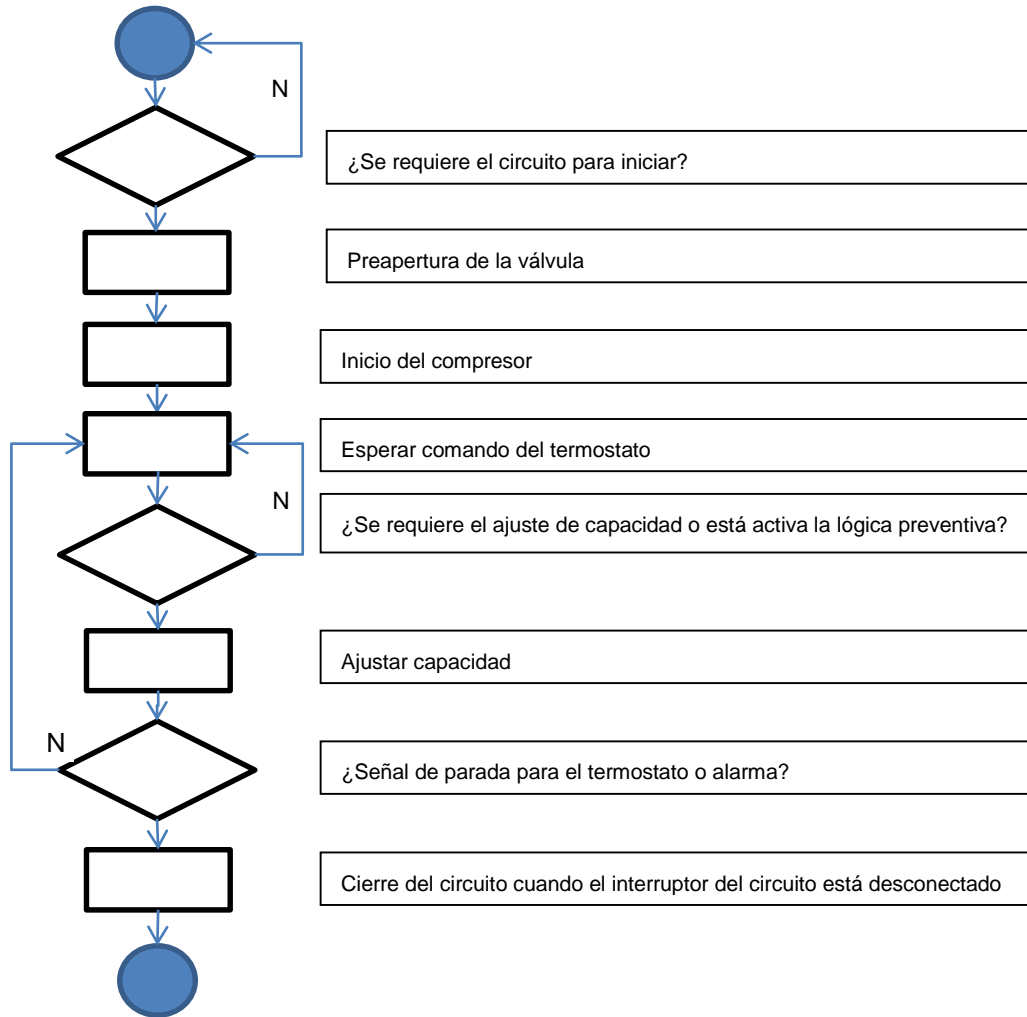 N
¿Se requiere el circuito para iniciar?
Preapertura de la válvula
Inicio del compresor
Esperar comando del termostato
N
¿Se requiere el ajuste de capacidad o está activa la lógica preventiva?
Ajustar capacidad
N
¿Señal de parada para el termostato o alarma?
Cierre del circuito cuando el interruptor del circuito está desconectado